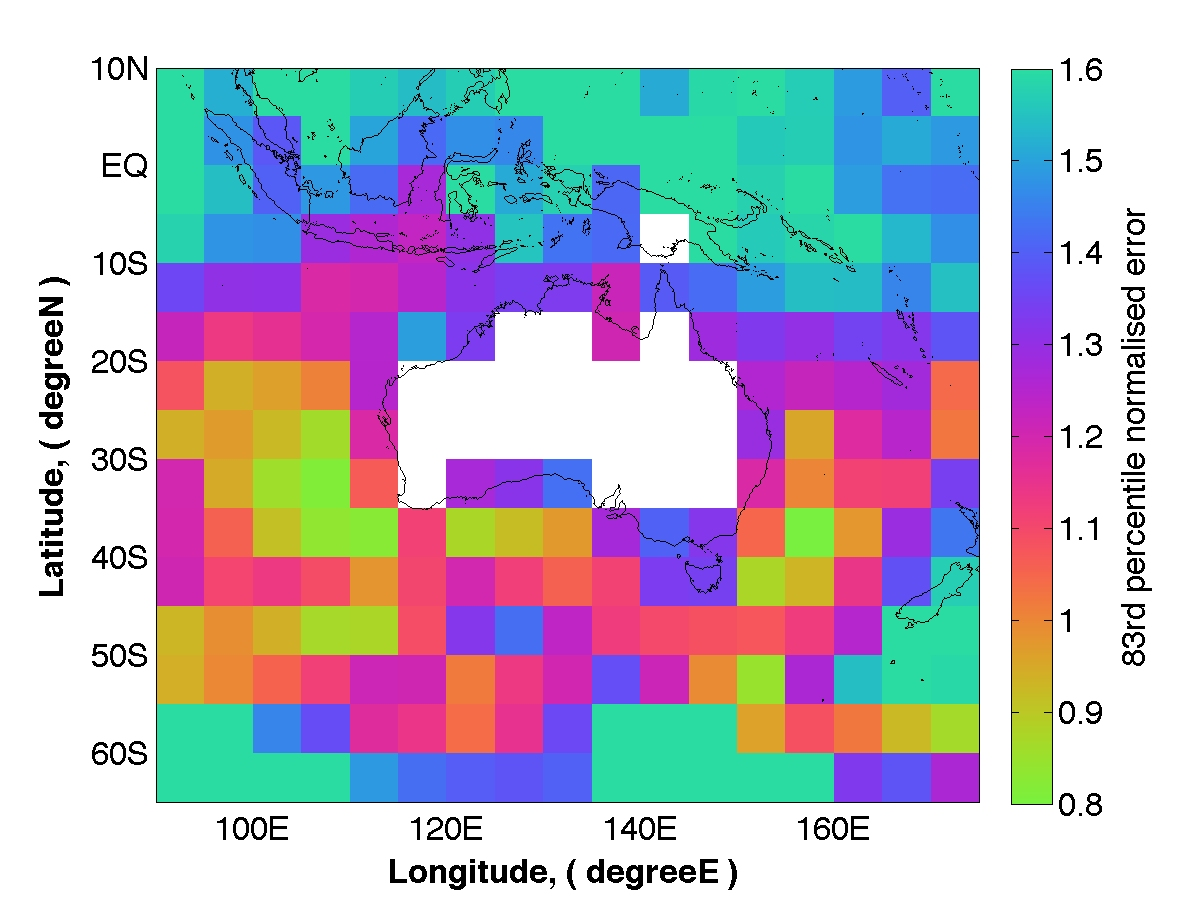 10N
EQ
10S
20S
30S
40S
50S
60S
Latitude, ( degreeN )
100E
120E
140E
160E
Longitude, ( degreeE )
1.6
1.5
1.4
1.3
1.2
1.1
1
0.9
0.8
83rd percentile normalised error